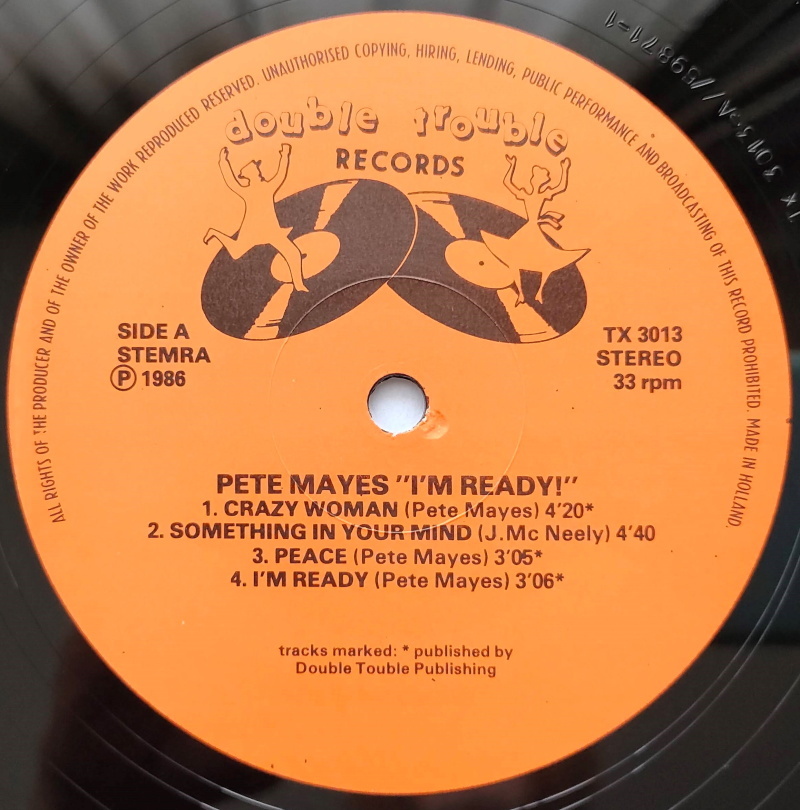 ALL RIGHTS OF THE PRODUCER AND OF THE OWNER OF THE WORK REPRODUCED RESERVED. UNAUTHORISED COPYING, HIRING, LENDING, PUBLIC PERFORMANCE AND BROADCASTING OF THIS RECORD PROHIBITED. MADE IN HOLLAND.
double trouble
RECORDS
SIDE A
STEMRA
Ⓟ 1986
TX 3013
STEREO
33 rpm
PETE MAYES "I'M READY!"
1. CRAZY WOMAN (Pete Mayes) 4'20*
2. SOMETHING IN YOUR MIND (J.Mc Neely) 4'40
3. PEACE (Pete Mayes) 3'05*
4. I'M READY (Pete Mayes) 3'06*
tracks marked: * published by
Double Touble Publishing